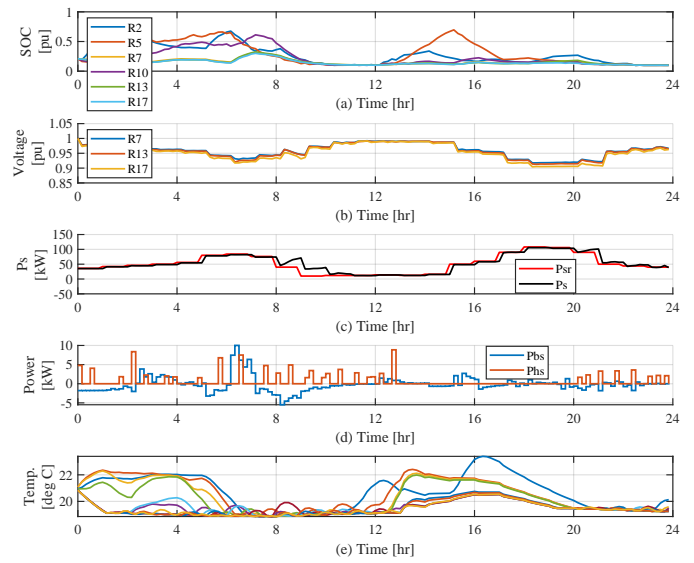 SOC
[pu]
1
0.5
0
R2
R5
R7
R10
R13
R17
0 4 8 12 16 20 24
(a) Time [hr]
Voltage
[pu]
1.05
0.95
0.85
R7
R13
R17
0 4 8 12 16 20 24
(b) Time [hr]
Ps
[kW]
150
100
50
0
-50
Psr
Ps
0 4 8 12 16 20 24
(c) Time [hr]
Power
[kW]
10
5
0
-5
Pbs
Phs
0 4 8 12 16 20 24
(d) Time [hr]
Temp.
[deg C]
22
20
0 4 8 12 16 20 24
(e) Time [hr]